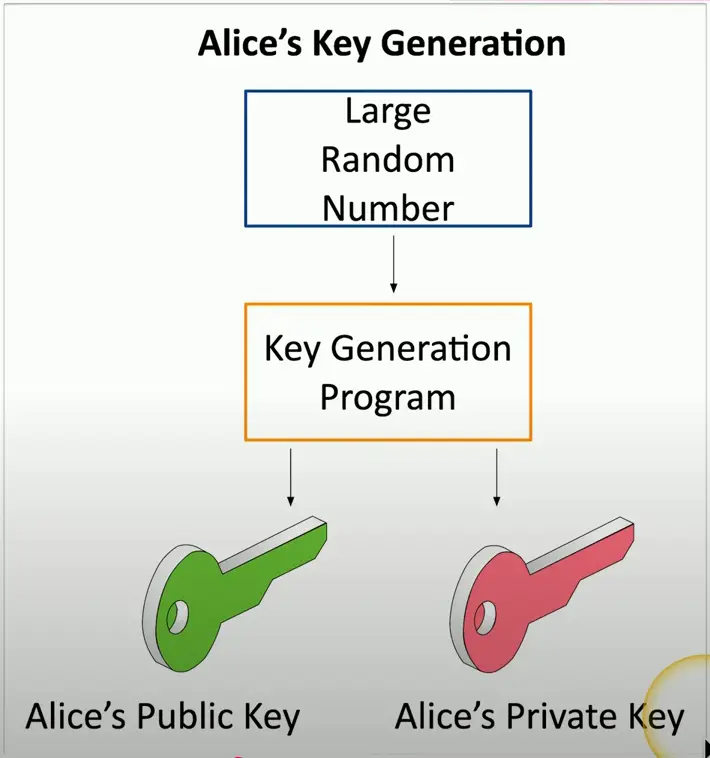 Alice’s Key Generation
Large
Random
Number
Key Generation
Program
Alice’s Public Key
Alice’s Private Key